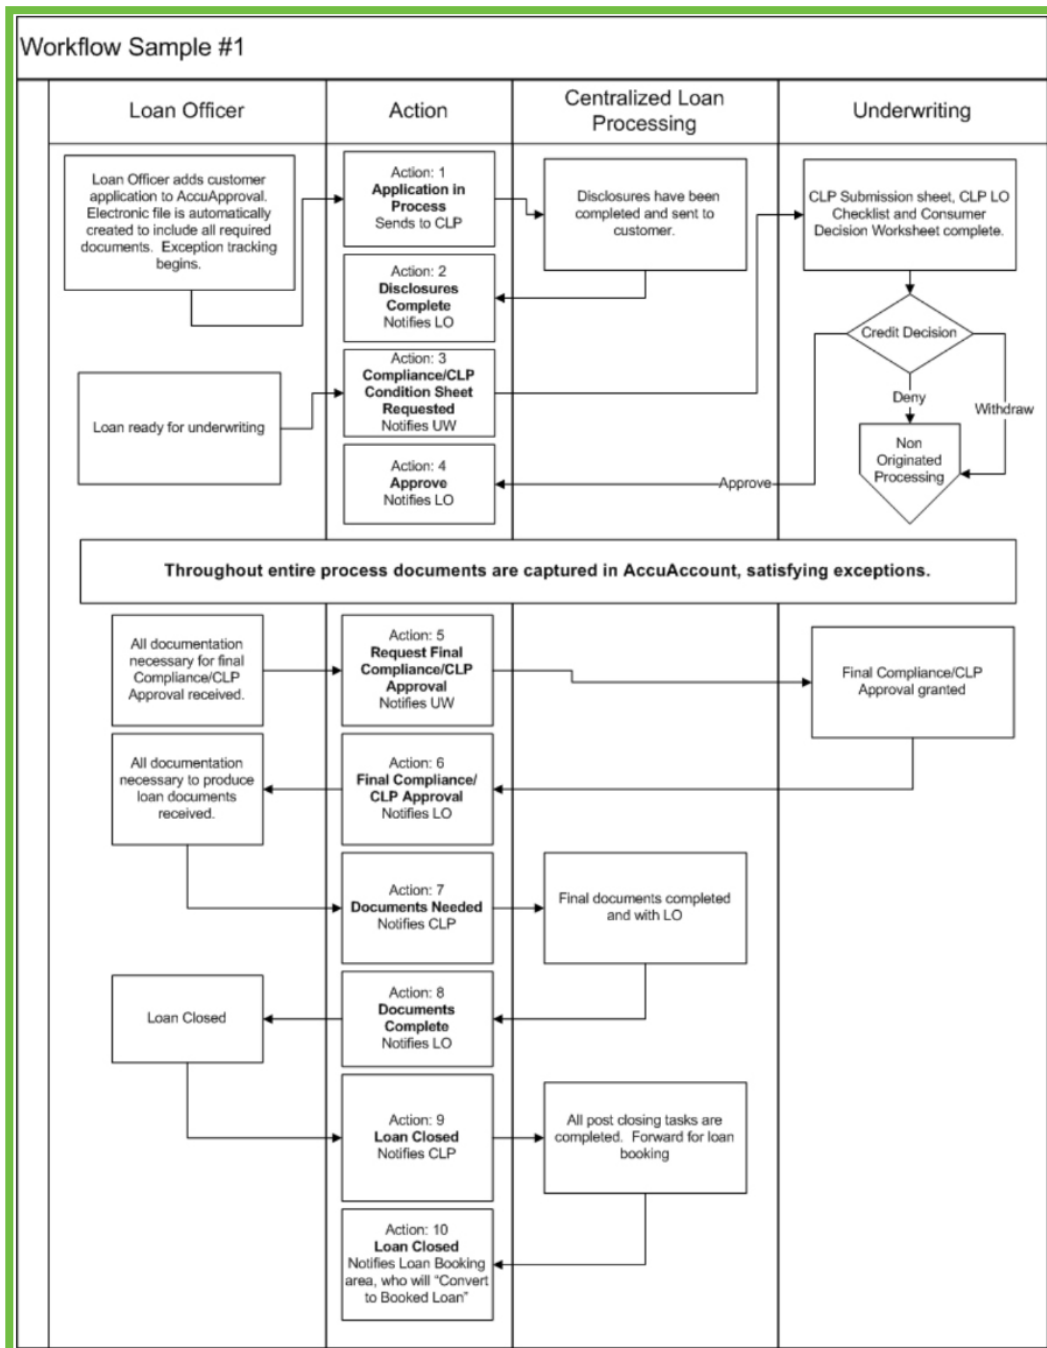 Workflow Sample #1
Loan Officer
Action
Centralized Loan
Processing
Underwriting
Loan Officer adds customer
application to AccuApproval.
Electronic file is automatically
created to include all required
documents.  Exception tracking
begins.
Action: 1
Application in
Process
Sends to CLP
Disclosures have been
completed and sent to
customer.
CLP Submission sheet, CLP LO
Checklist and Consumer
Decision Worksheet complete.
Action: 2
Disclosures
Complete
Notifies LO
Credit Decision
Loan ready for underwriting
Action: 3
Compliance/CLP
Condition Sheet
Requested
Notifies UW
Deny
Withdraw
Non
Originated
Processing
Action: 4
Approve
Notifies LO
Approve
Throughout entire process documents are captured in AccuAccount, satisfying exceptions.
All documentation
necessary for final
Compliance/CLP
Approval received.
Action: 5
Request Final
Compliance/CLP
Approval
Notifies UW
Final Compliance/CLP
Approval granted
All documentation
necessary to produce
loan documents
received.
Action: 6
Final Compliance/
CLP Approval
Notifies LO
Action: 7
Documents Needed
Notifies CLP
Final documents completed
and with LO
Loan Closed
Action: 8
Documents
Complete
Notifies LO
Action: 9
Loan Closed
Notifies CLP
All post closing tasks are
completed.  Forward for loan
booking
Action: 10
Loan Closed
Notifies Loan Booking
area, who will “Convert
to Booked Loan”